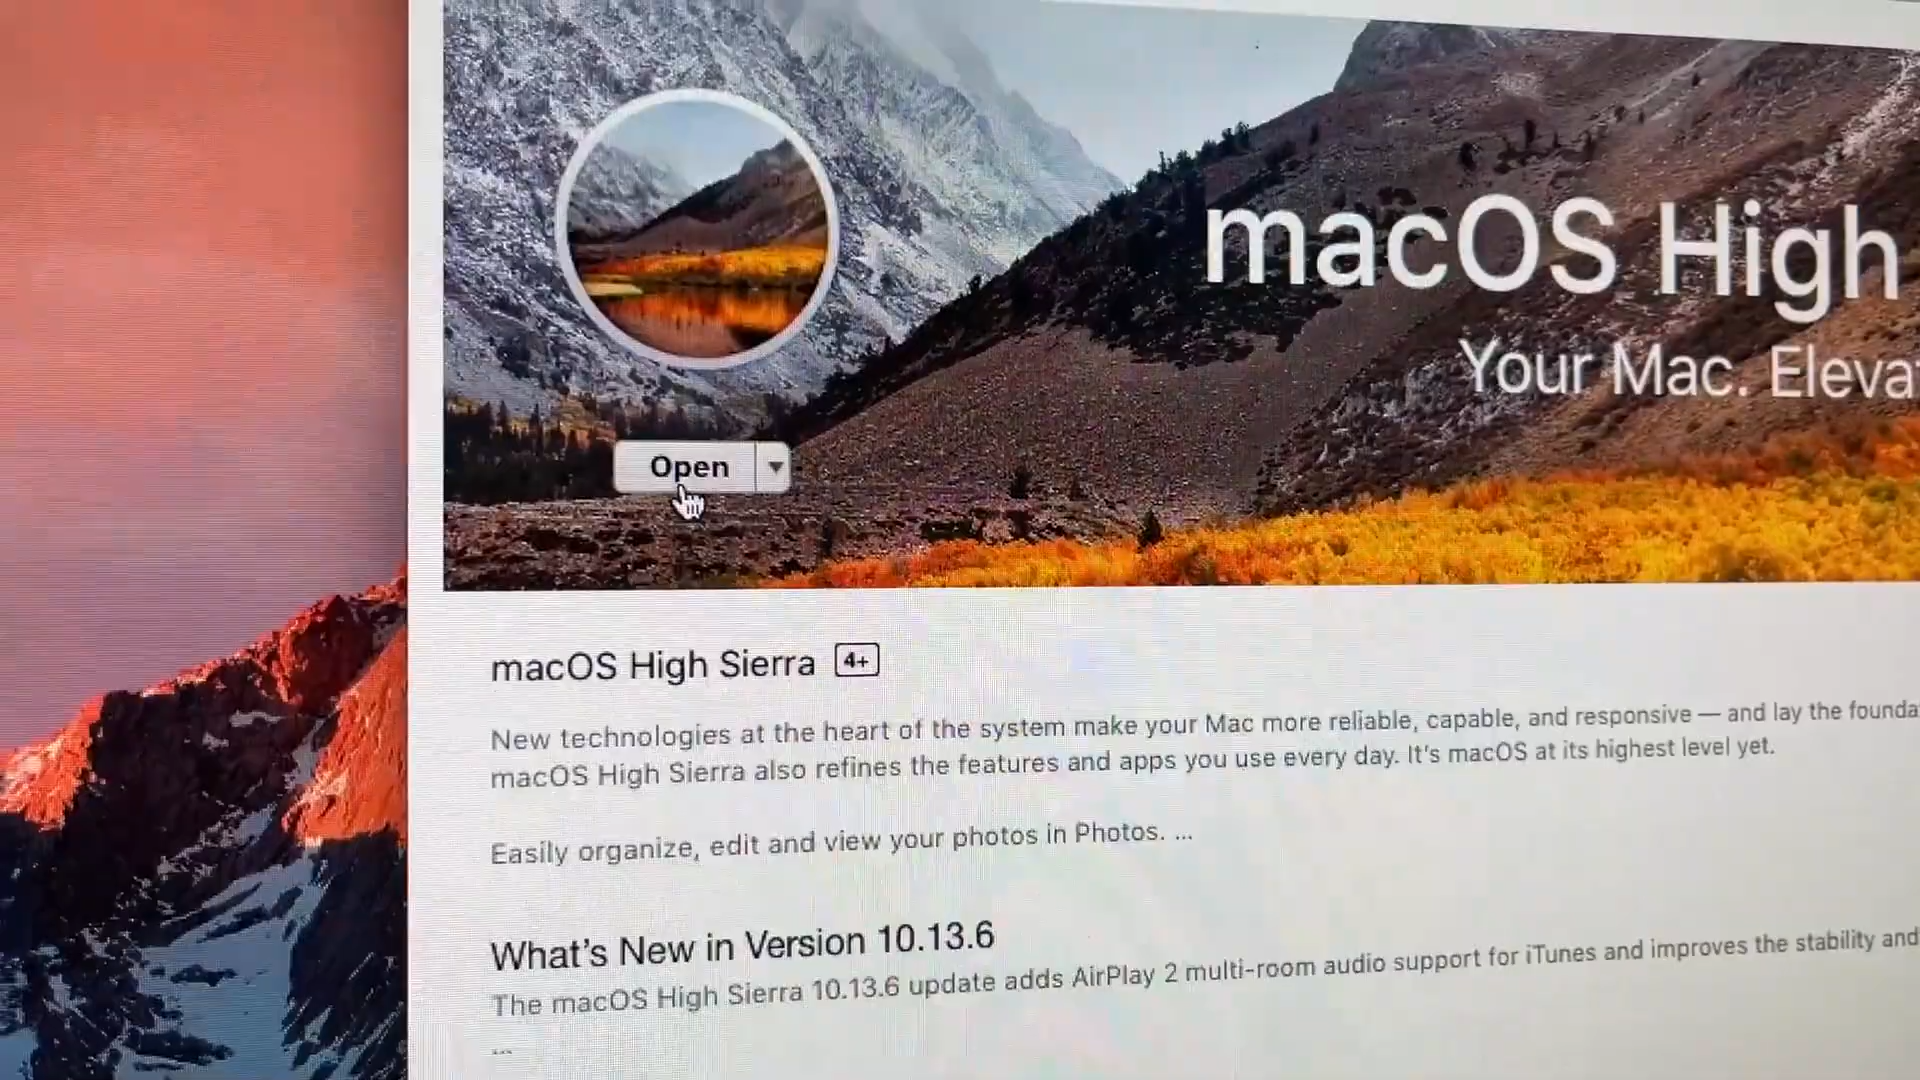 macOS High
Your Mac. Eleva
Open
macOS High Sierra 4+
New technologies at the heart of the system make your Mac more reliable, capable, and responsive — and lay the founda
macOS High Sierra also refines the features and apps you use every day. It's macOS at its highest level yet.
Easily organize, edit and view your photos in Photos. ...
What's New in Version 10.13.6
The macOS High Sierra 10.13.6 update adds AirPlay 2 multi-room audio support for iTunes and improves the stability and
...